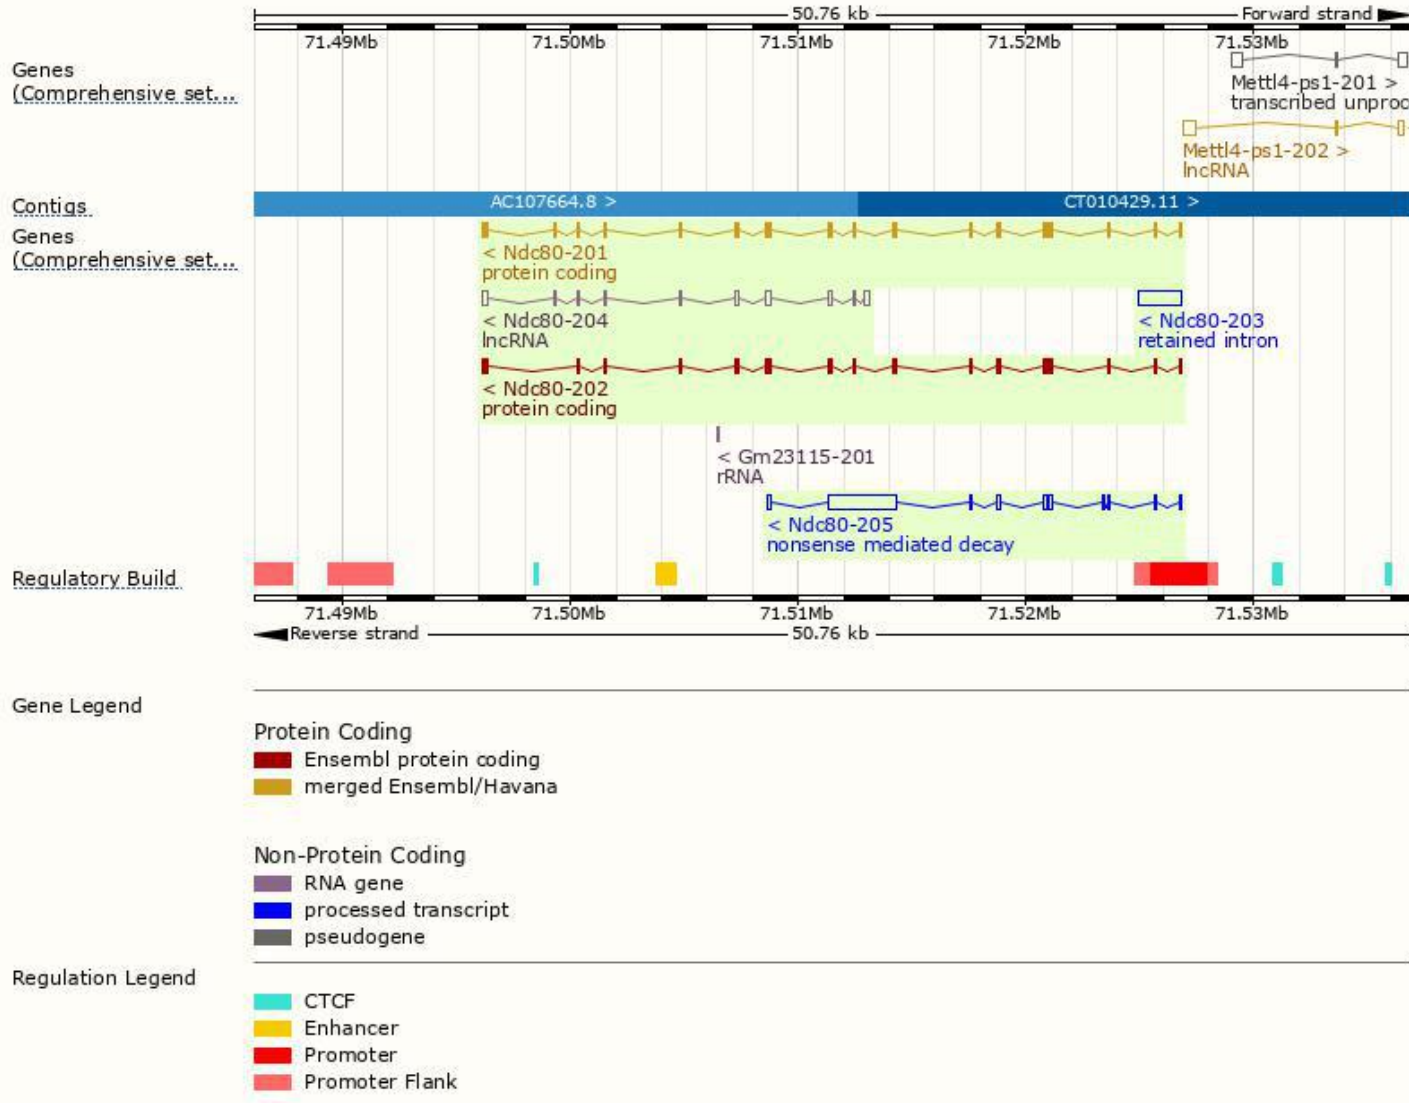 50.76 kb Forward strand
71.49Mb 71.50Mb 71.51Mb 71.52Mb 71.53Mb
Genes
(Comprehensive set...
Mettl4-ps1-201 >
transcribed unproc
Mettl4-ps1-202 >
lncRNA
Contigs AC107664.8 > CT010429.11 >
Genes
(Comprehensive set...
< Ndc80-201
protein coding
< Ndc80-204 < Ndc80-203
lncRNA retained intron
< Ndc80-202
protein coding
< Gm23115-201
rRNA
< Ndc80-205
nonsense mediated decay
Regulatory Build
71.49Mb 71.50Mb 71.51Mb 71.52Mb 71.53Mb
Reverse strand 50.76 kb
Gene Legend
Protein Coding
Ensembl protein coding
merged Ensembl/Havana
Non-Protein Coding
RNA gene
processed transcript
pseudogene
Regulation Legend
CTCF
Enhancer
Promoter
Promoter Flank